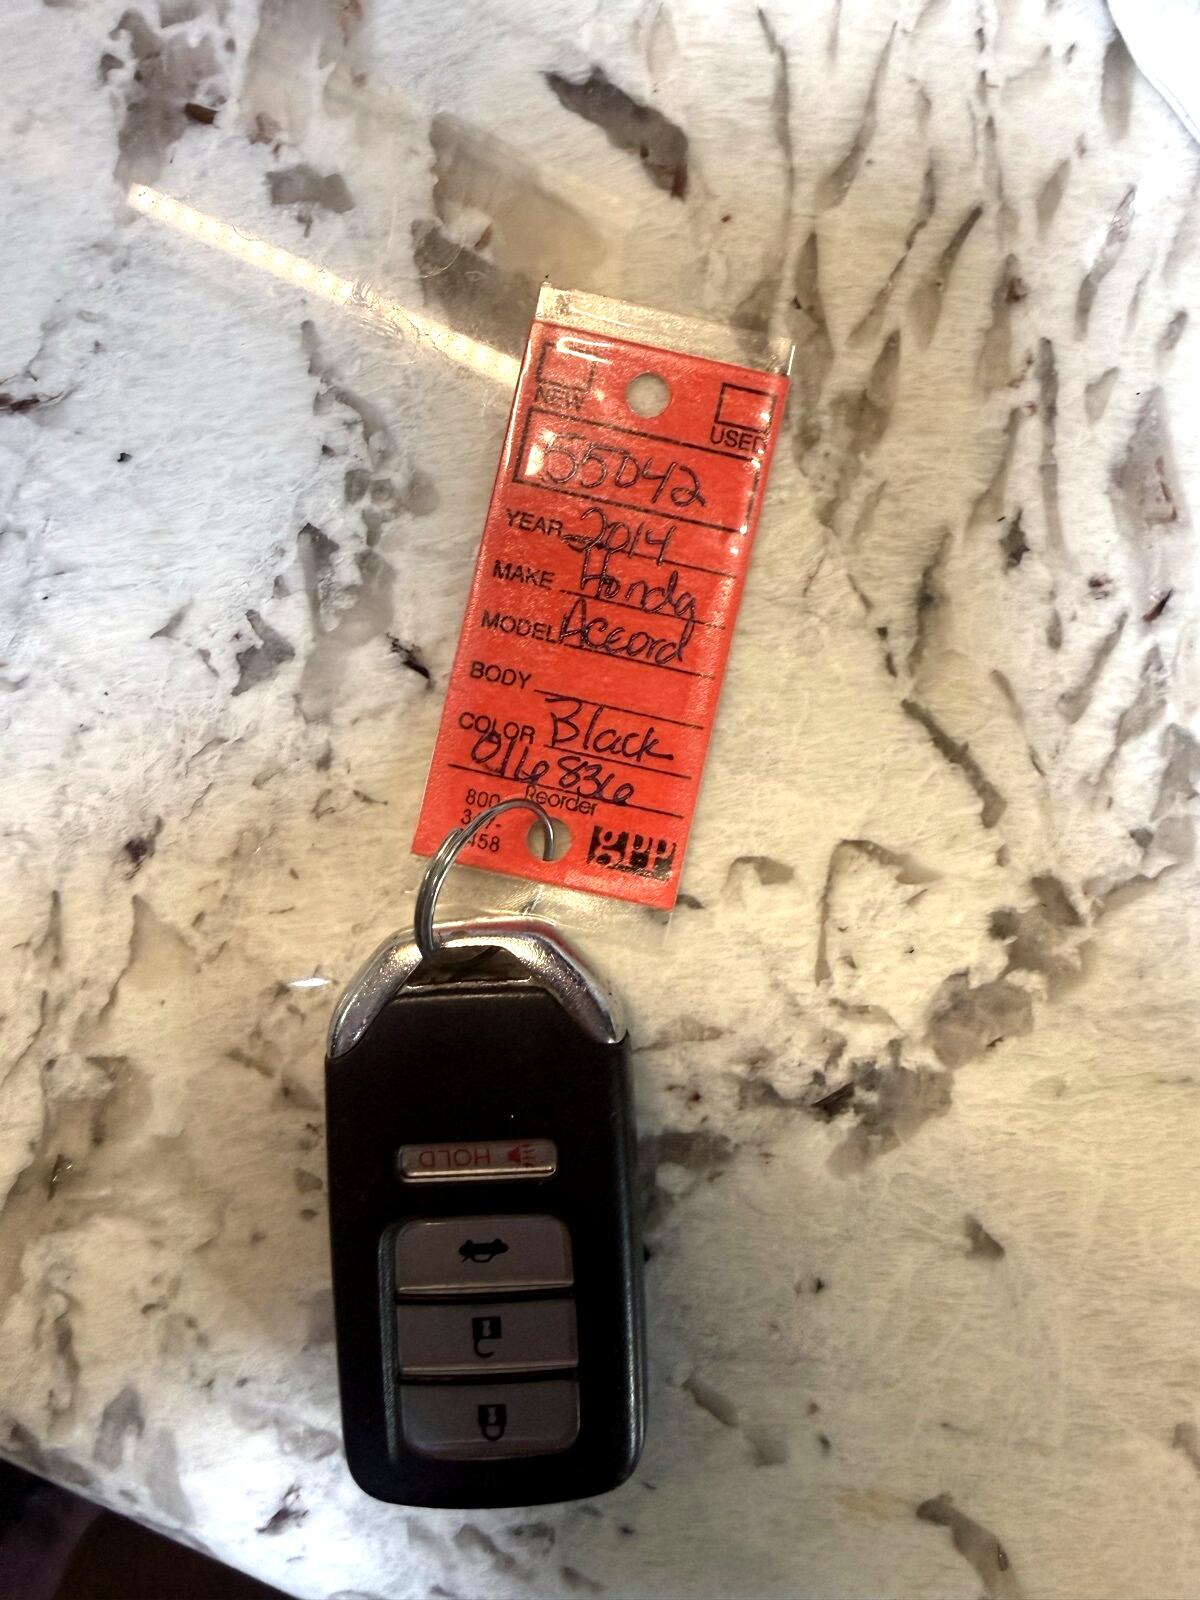 NEW
USED
55042
YEAR 2014
MAKE Honda
MODEL Accord
BODY
COLOR Black
016836
Reorder
800-
458
gpp
HOLD